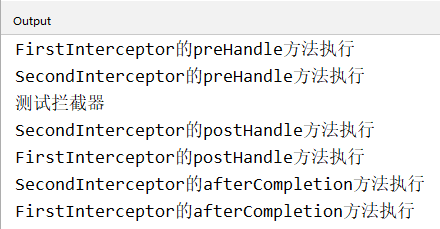 Output
FirstInterceptor的preHandle方法执行
SecondInterceptor的preHandle方法执行
测试拦截器
SecondInterceptor的postHandle方法执行
FirstInterceptor的postHandle方法执行
SecondInterceptor的afterCompletion方法执行
FirstInterceptor的afterCompletion方法执行